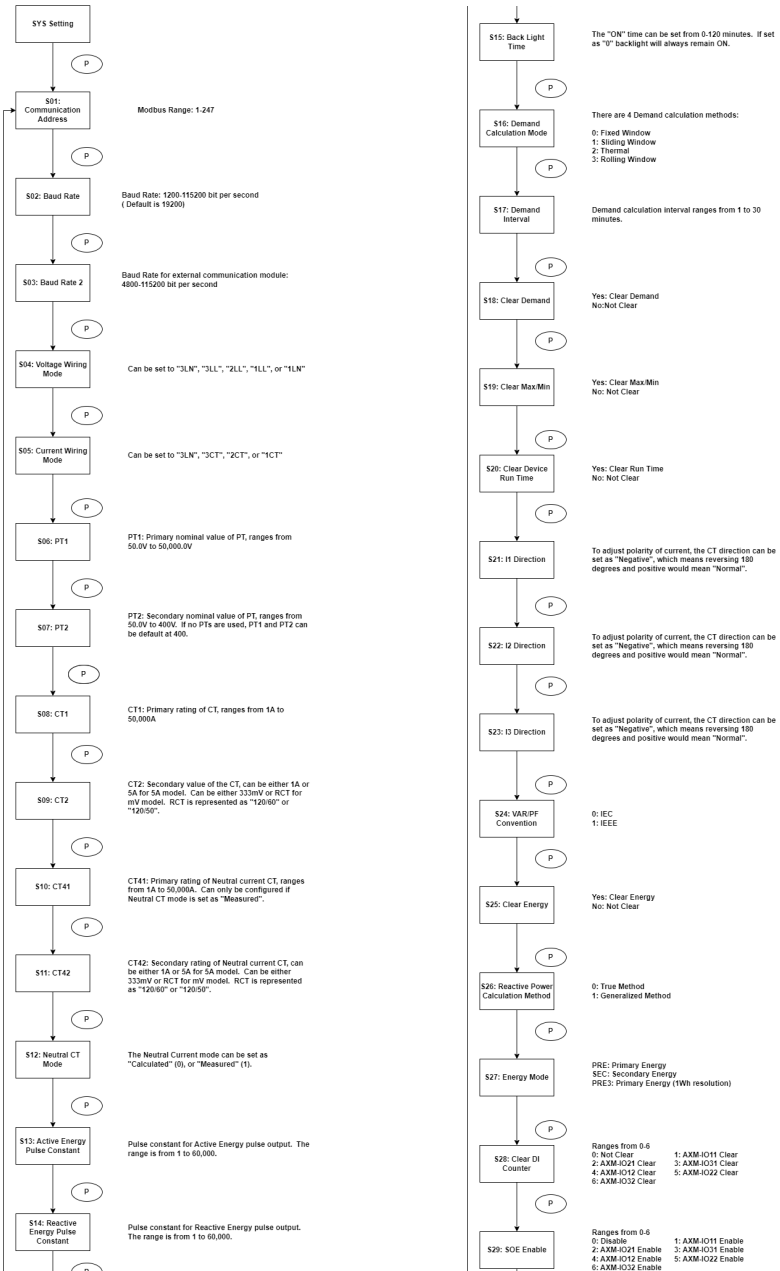 SYS Setting
P
S01:
Communication
Address
Modbus Range: 1-247
P
S02: Baud Rate
Baud Rate: 1200-115200 bit per second
( Default is 19200)
P
S03: Baud Rate 2
Baud Rate for external communication module:
4800-115200 bit per second
P
S04: Voltage Wiring
Mode
Can be set to "3LN", "3LL", "2LL", "1LL", or "1LN"
P
S05: Current Wiring
Mode
Can be set to "3LN", "3CT", "2CT", or "1CT"
P
S06: PT1
PT1: Primary nominal value of PT, ranges from
50.0V to 50,000.0V
P
S07: PT2
PT2: Secondary nominal value of PT, ranges from
50.0V to 400V. If no PTs are used, PT1 and PT2 can
be default at 400.
P
S08: CT1
CT1: Primary rating of CT, ranges from 1A to
50,000A
P
S09: CT2
CT2: Secondary value of the CT, can be either 1A or
5A for 5A model. Can be either 333mV or RCT for
mV model. RCT is represented as "120/60" or
"120/50".
P
S10: CT41
CT41: Primary rating of Neutral current CT, ranges
from 1A to 50,000A. Can only be configured if
Neutral CT mode is set as "Measured".
P
S11: CT42
CT42: Secondary rating of Neutral current CT, can
be either 1A or 5A for 5A model. Can be either
333mV or RCT for mV model. RCT is represented
as "120/60" or "120/50".
P
S12: Neutral CT
Mode
The Neutral Current mode can be set as
"Calculated" (0), or "Measured" (1).
P
S13: Active Energy
Pulse Constant
Pulse constant for Active Energy pulse output. The
range is from 1 to 60,000.
P
S14: Reactive
Energy Pulse
Constant
Pulse constant for Reactive Energy pulse output.
The range is from 1 to 60,000.
P
S15: Back Light
Time
The "ON" time can be set from 0-120 minutes. If set
as "0" backlight will always remain ON.
P
S16: Demand
Calculation Mode
There are 4 Demand calculation methods:
0: Fixed Window
1: Sliding Window
2: Thermal
3: Rolling Window
P
S17: Demand
Interval
Demand calculation interval ranges from 1 to 30
minutes.
P
S18: Clear Demand
Yes: Clear Demand
No:Not Clear
P
S19: Clear Max/Min
Yes: Clear Max/Min
No: Not Clear
P
S20: Clear Device
Run Time
Yes: Clear Run Time
No: Not Clear
P
S21: I1 Direction
To adjust polarity of current, the CT direction can be
set as "Negative", which means reversing 180
degrees and positive would mean "Normal".
P
S22: I2 Direction
To adjust polarity of current, the CT direction can be
set as "Negative", which means reversing 180
degrees and positive would mean "Normal".
P
S23: I3 Direction
To adjust polarity of current, the CT direction can be
set as "Negative", which means reversing 180
degrees and positive would mean "Normal".
P
S24: VAR/PF
Convention
0: IEC
1: IEEE
P
S25: Clear Energy
Yes: Clear Energy
No: Not Clear
P
S26: Reactive Power
Calculation Method
0: True Method
1: Generalized Method
P
S27: Energy Mode
PRE: Primary Energy
SEC: Secondary Energy
PRE3: Primary Energy (1Wh resolution)
P
S28: Clear DI
Counter
Ranges from 0-6
0: Not Clear 1: AXM-IO11 Clear
2: AXM-IO21 Clear 3: AXM-IO31 Clear
4: AXM-IO12 Clear 5: AXM-IO22 Clear
6: AXM-IO32 Clear
P
S29: SOE Enable
Ranges from 0-6
0: Disable 1: AXM-IO11 Enable
2: AXM-IO21 Enable 3: AXM-IO31 Enable
4: AXM-IO12 Enable 5: AXM-IO22 Enable
6: AXM-IO32 Enable